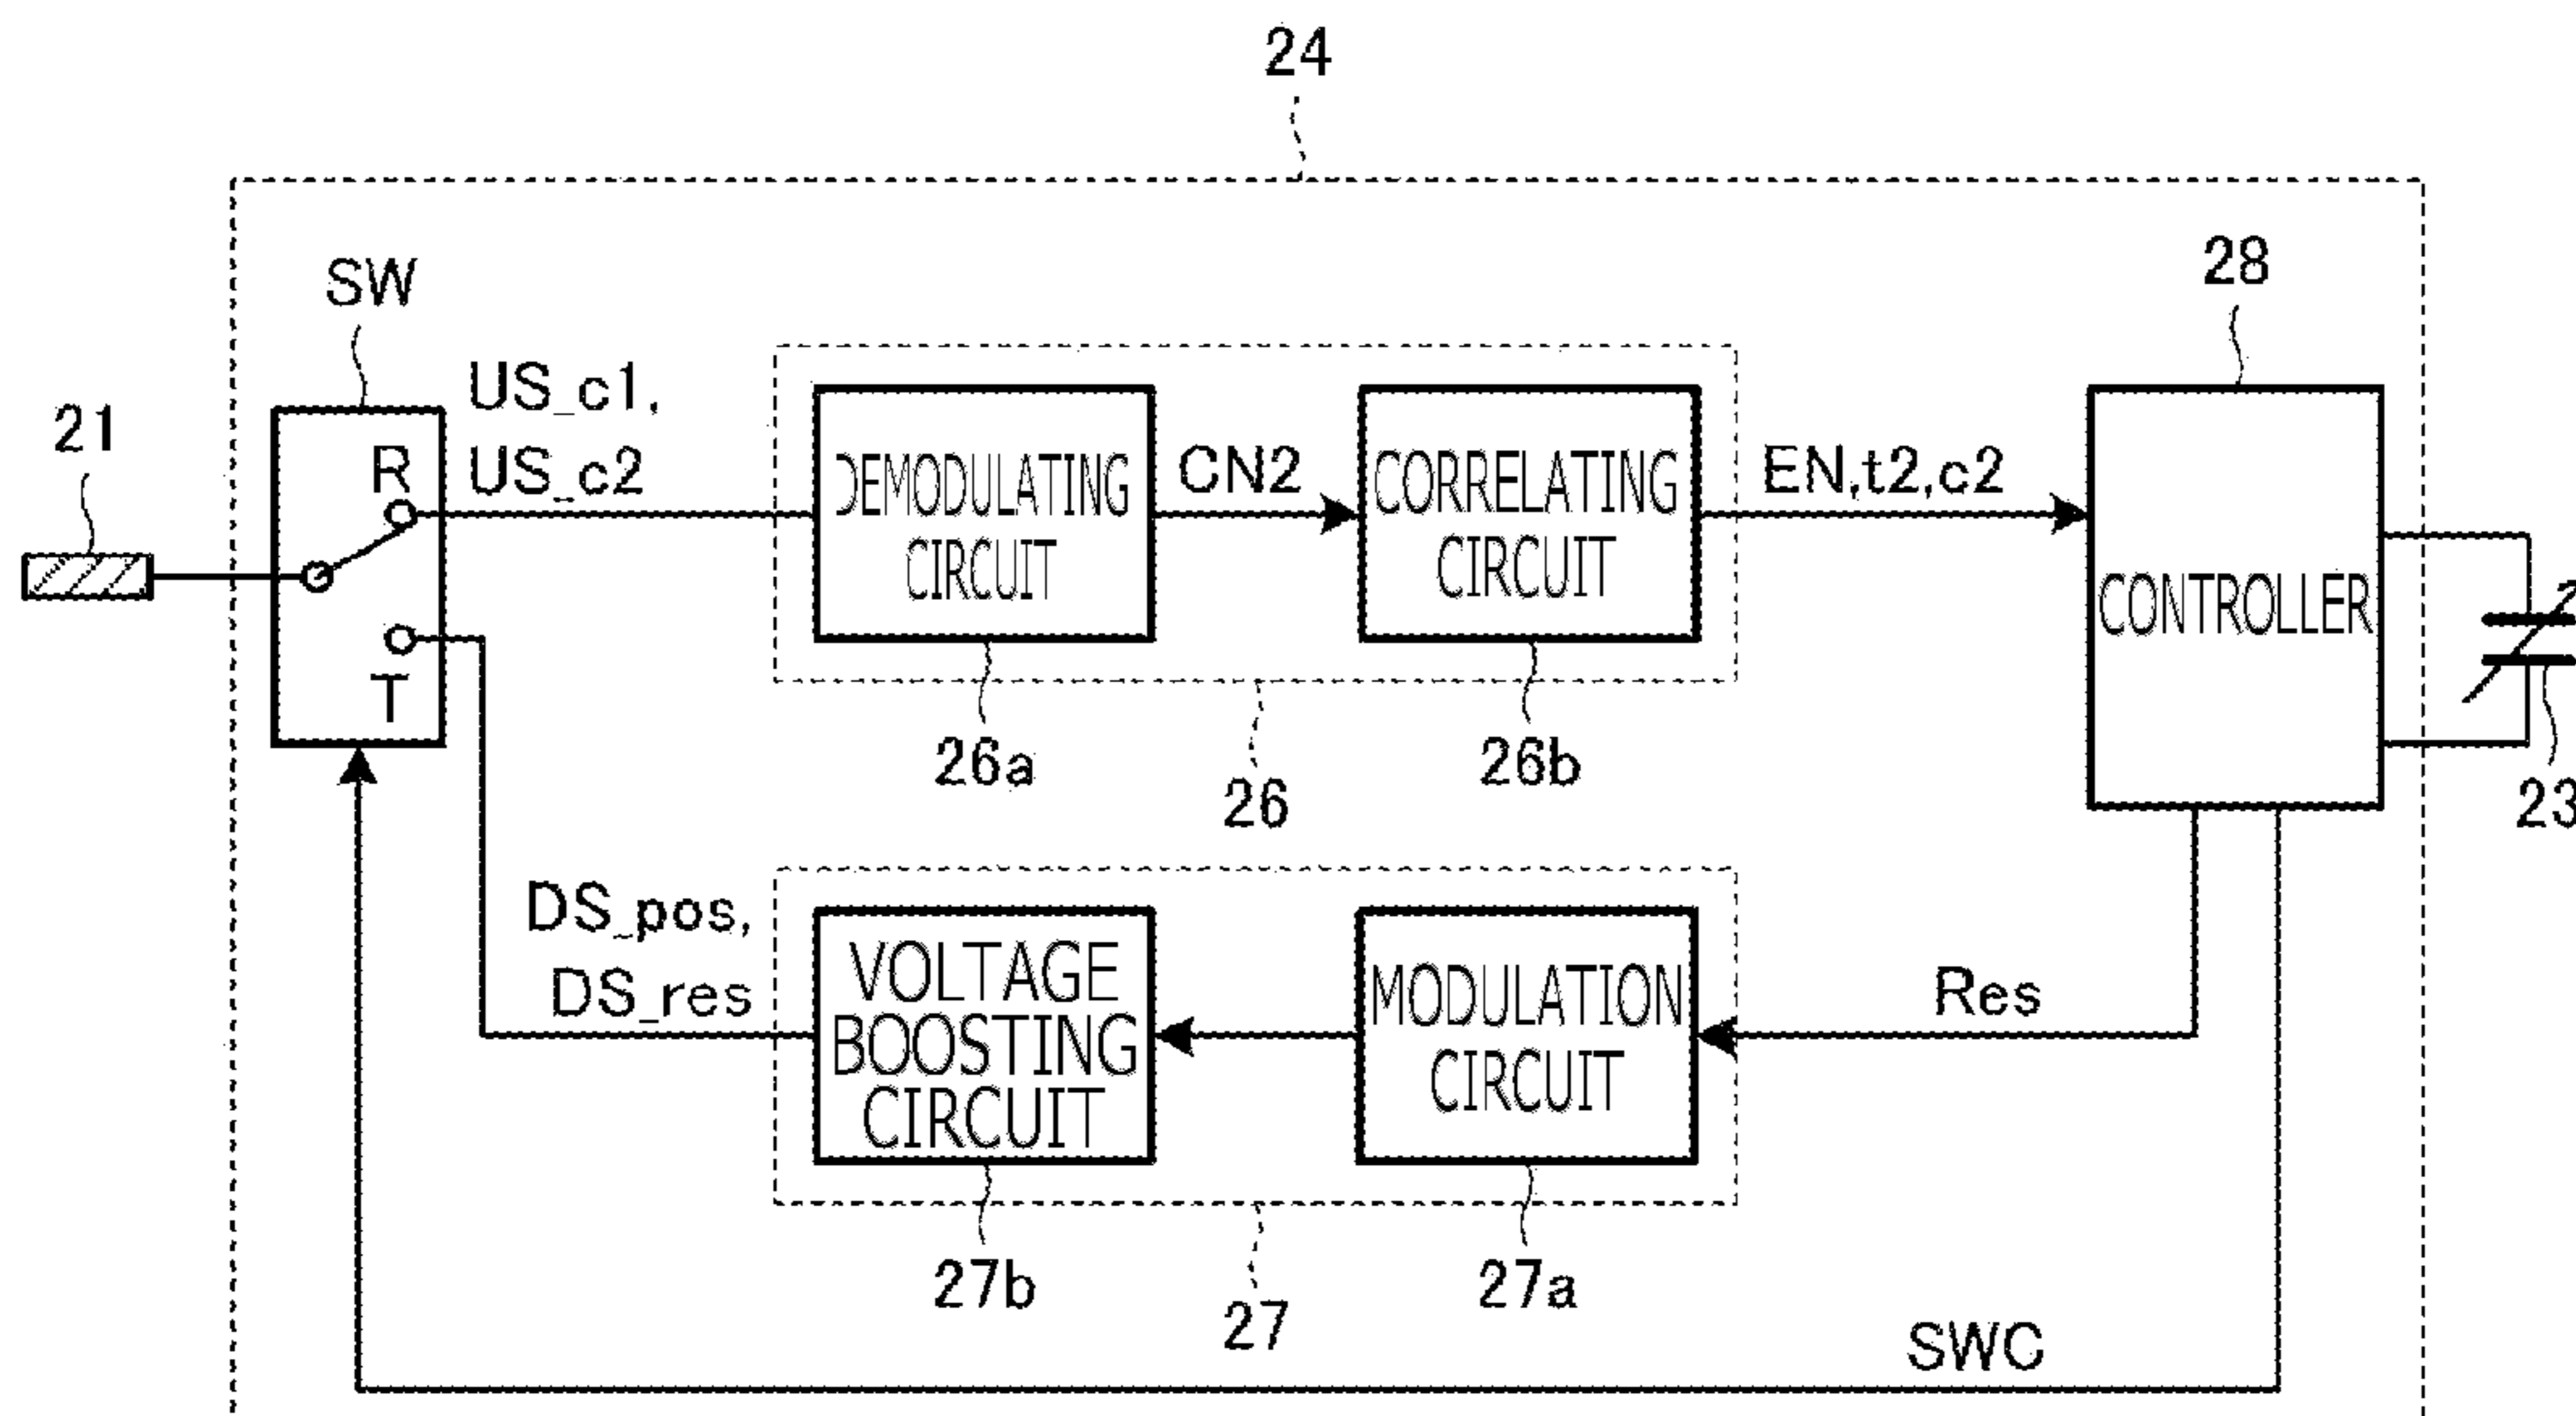 24
SW
28
21
US_c1,
US_c2
R
T
DEMODULATING
CIRCUIT
CN2
CORRELATING
CIRCUIT
EN,t2,c2
CONTROLLER
26a
26b
26
23
DS_pos,
DS_res
VOLTAGE
BOOSTING
CIRCUIT
MODULATION
CIRCUIT
Res
27b
27a
27
SWC